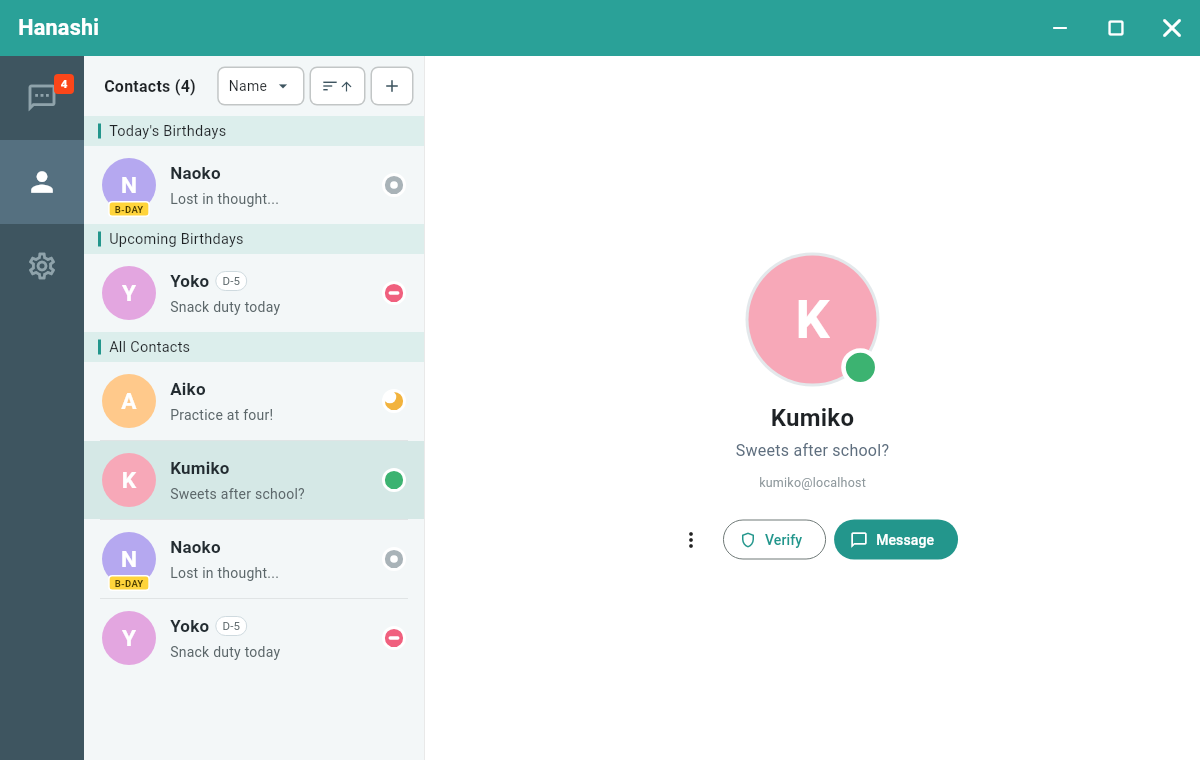 Hanashi
4
Contacts (4)
Name
Today's Birthdays
N
B-DAY
Naoko
Lost in thought...
Upcoming Birthdays
Y
Yoko D-5
Snack duty today
All Contacts
A
Aiko
Practice at four!
K
Kumiko
Sweets after school?
N
B-DAY
Naoko
Lost in thought...
Y
Yoko D-5
Snack duty today
K
Kumiko
Sweets after school?
kumiko@localhost
Verify
Message